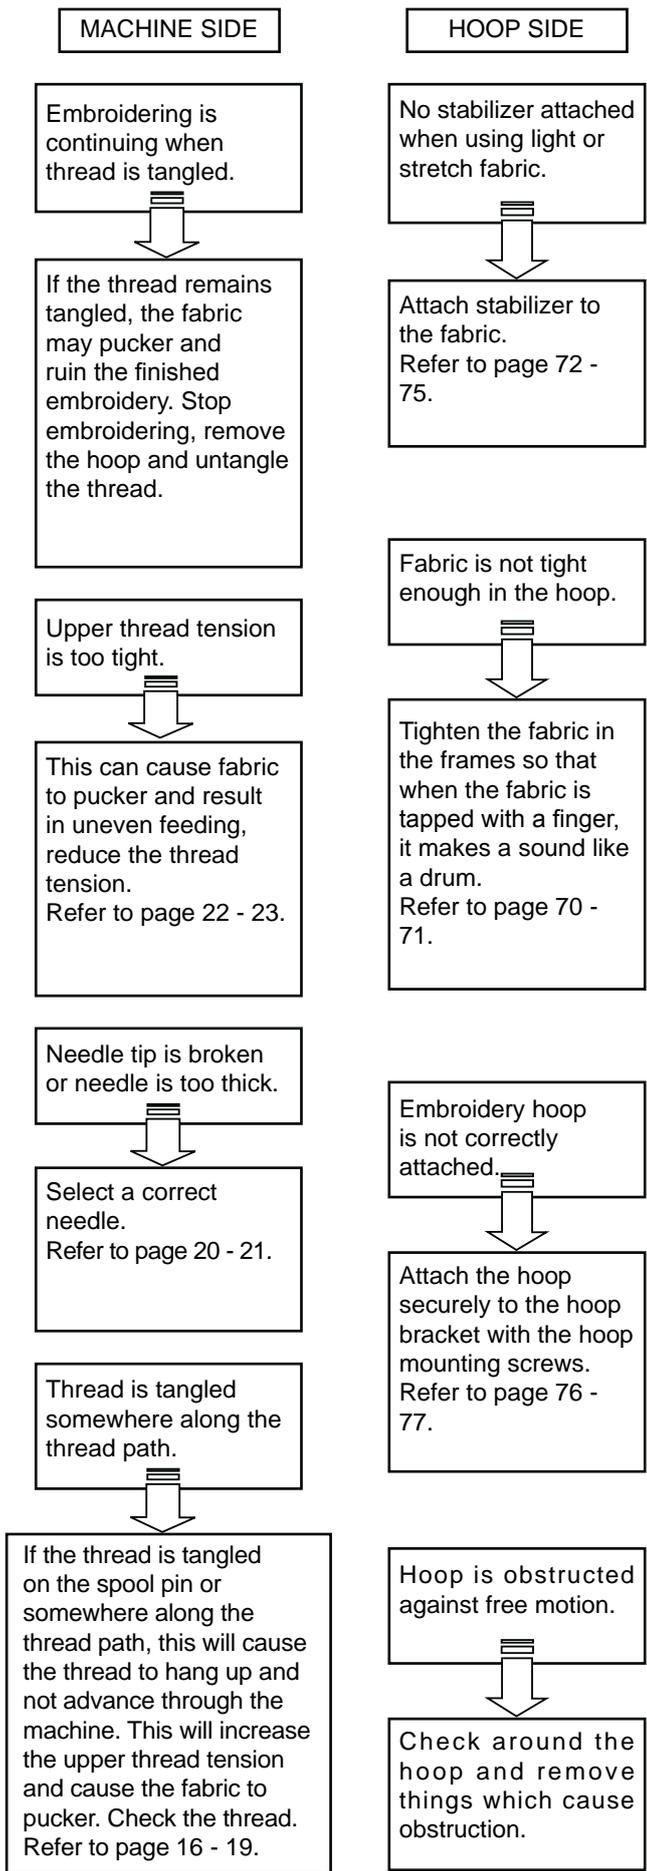 MACHINE SIDE
Embroidering is
continuing when
thread is tangled.
If the thread remains
tangled, the fabric
may pucker and
ruin the finished
embroidery. Stop
embroidering, remove
the hoop and untangle
the thread.
Upper thread tension
is too tight.
This can cause fabric
to pucker and result
in uneven feeding,
reduce the thread
tension.
Refer to page 22 - 23.
Needle tip is broken
or needle is too thick.
Select a correct
needle.
Refer to page 20 - 21.
Thread is tangled
somewhere along the
thread path.
If the thread is tangled
on the spool pin or
somewhere along the
thread path, this will cause
the thread to hang up and
not advance through the
machine. This will increase
the upper thread tension
and cause the fabric to
pucker. Check the thread.
Refer to page 16 - 19.
HOOP SIDE
No stabilizer attached
when using light or
stretch fabric.
Attach stabilizer to
the fabric.
Refer to page 72 -
75.
Fabric is not tight
enough in the hoop.
Tighten the fabric in
the frames so that
when the fabric is
tapped with a finger,
it makes a sound like
a drum.
Refer to page 70 -
71.
Embroidery hoop
is not correctly
attached.
Attach the hoop
securely to the hoop
bracket with the hoop
mounting screws.
Refer to page 76 -
77.
Hoop is obstructed
against free motion.
Check around the
hoop and remove
things which cause
obstruction.